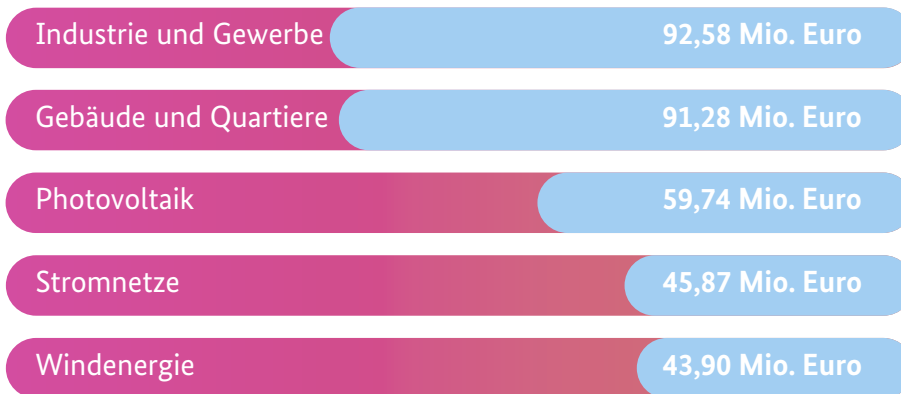 Industrie und Gewerbe 92,58 Mio. Euro
Gebäude und Quartiere 91,28 Mio. Euro
Photovoltaik 59,74 Mio. Euro
Stromnetze 45,87 Mio. Euro
Windenergie 43,90 Mio. Euro